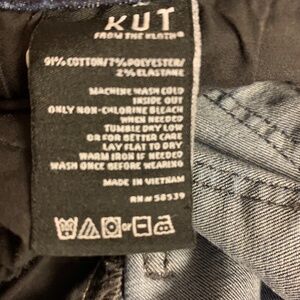 KUT
FROM THE KLOTH
91% COTTON/7% POLYESTER/
2% ELASTANE
MACHINE WASH COLD
INSIDE OUT
ONLY NON-CHLORINE BLEACH
WHEN NEEDED
TUMBLE DRY LOW
OR FOR BETTER CARE
LAY FLAT TO DRY
WARM IRON IF NEEDED
WASH ONCE BEFORE WEARING
MADE IN VIETNAM
RN# 58539
or